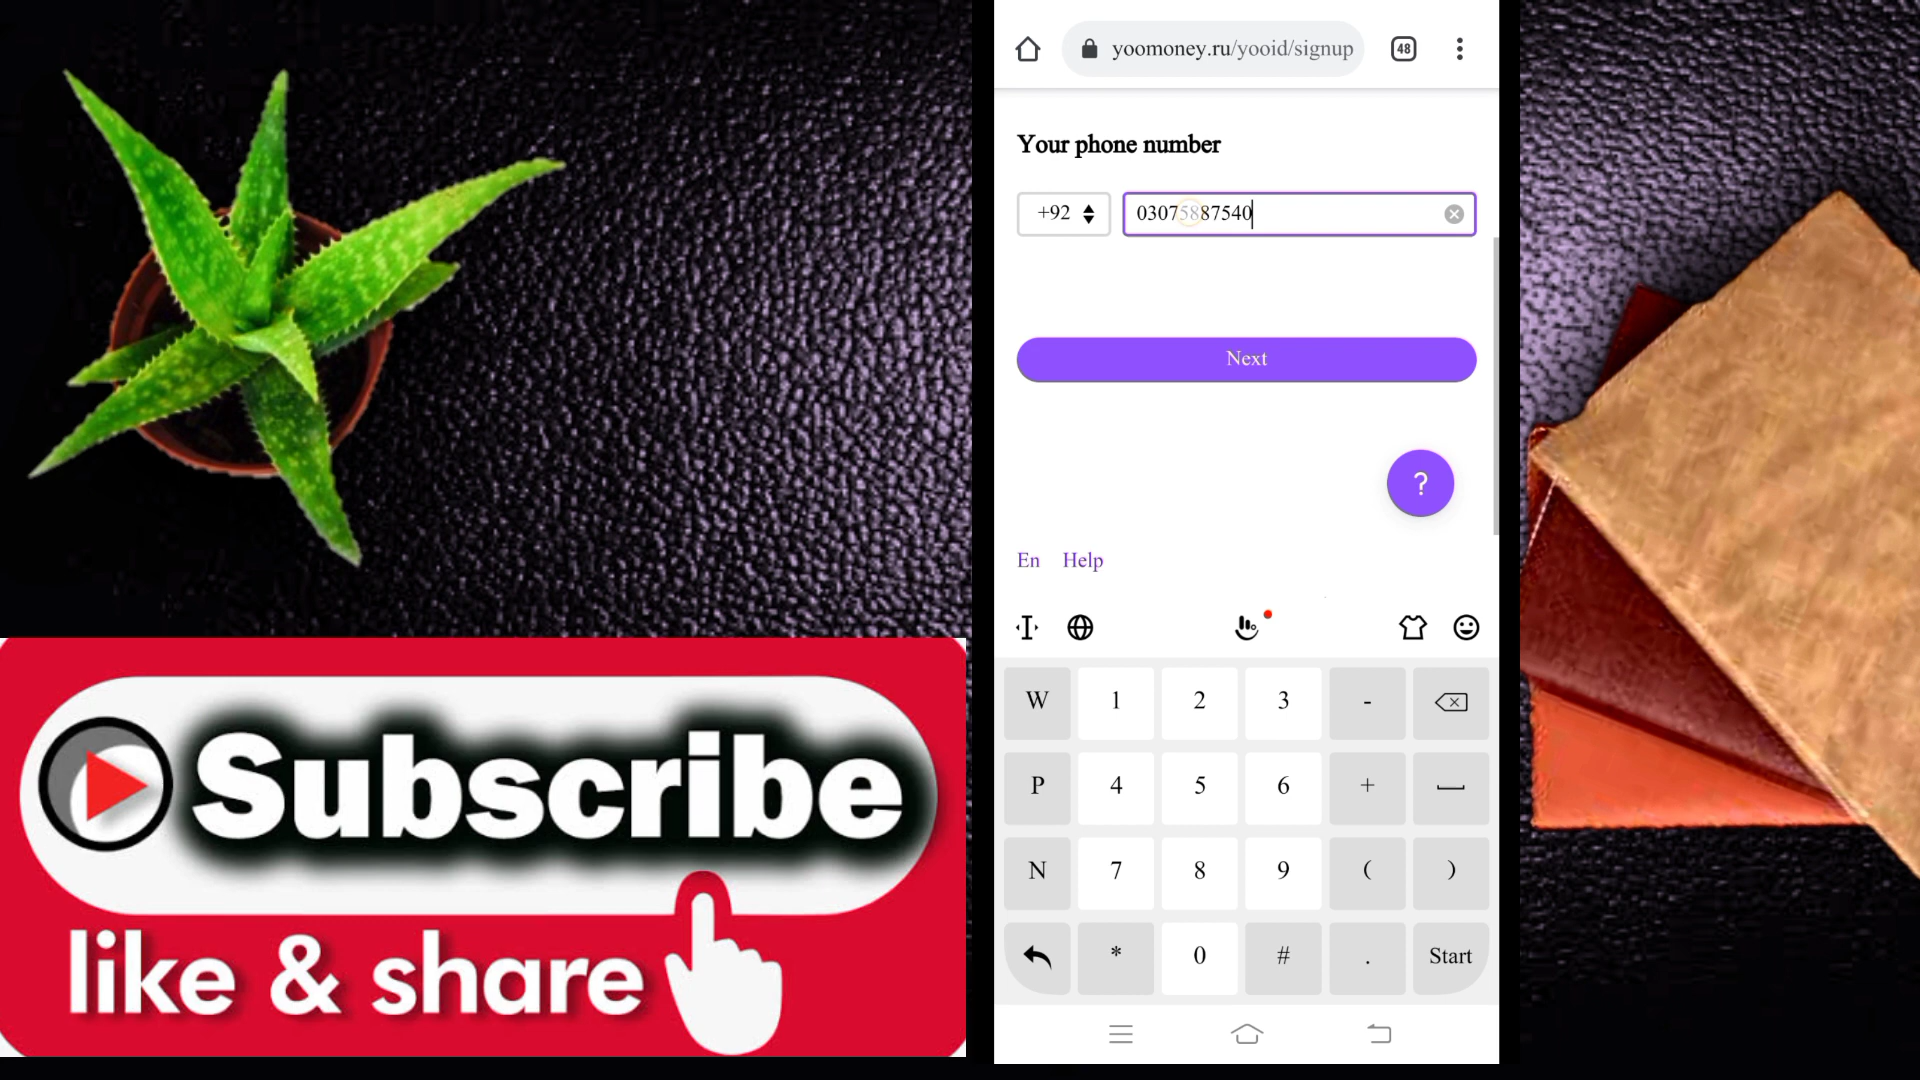 Subscribe
like & share
yoomoney.ru/yooid/signup
48
Your phone number
+92
03075887540
Next
?
En Help
W 1 2 3 -
P 4 5 6 +
N 7 8 9 ( )
* 0 # . Start